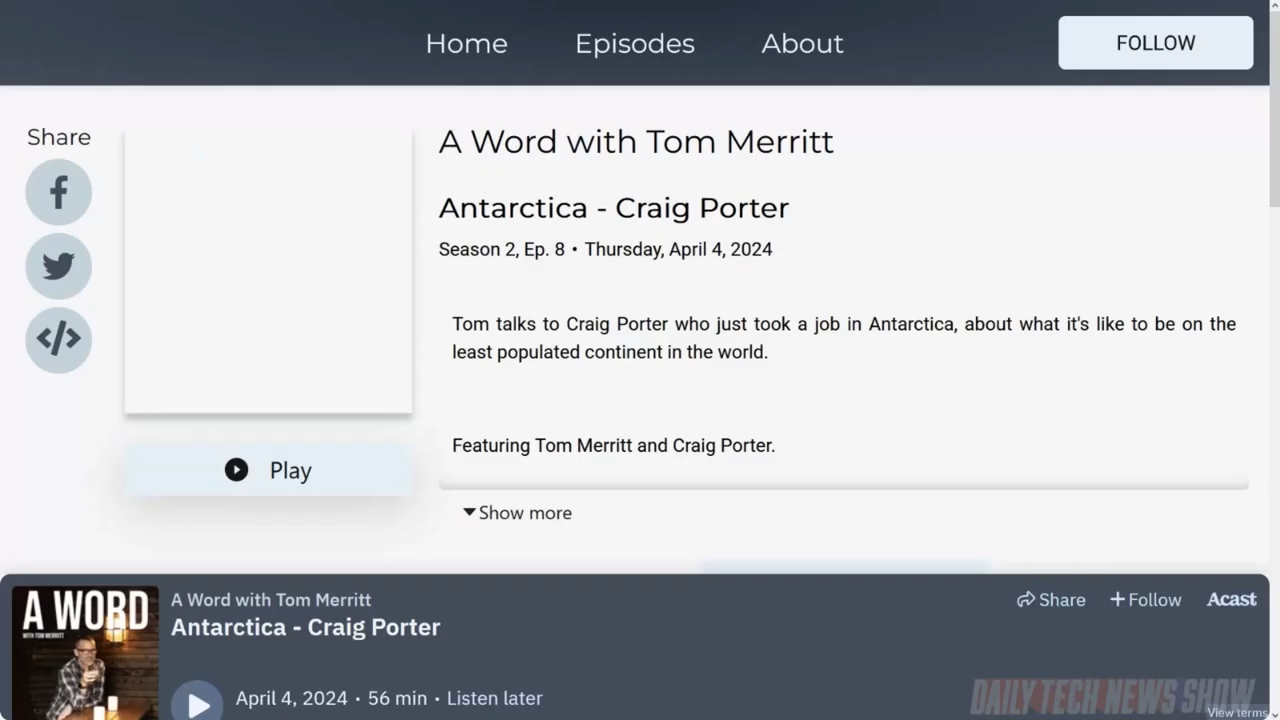 Home Episodes About FOLLOW
Share
A Word with Tom Merritt
Antarctica - Craig Porter
Season 2, Ep. 8 • Thursday, April 4, 2024
Tom talks to Craig Porter who just took a job in Antarctica, about what it's like to be on the
least populated continent in the world.
Featuring Tom Merritt and Craig Porter.
Play
Show more
A WORD
WITH TOM MERRITT
A Word with Tom Merritt
Antarctica - Craig Porter
Share + Follow Acast
April 4, 2024 • 56 min • Listen later
DAILY TECH NEWS SHOW
View terms